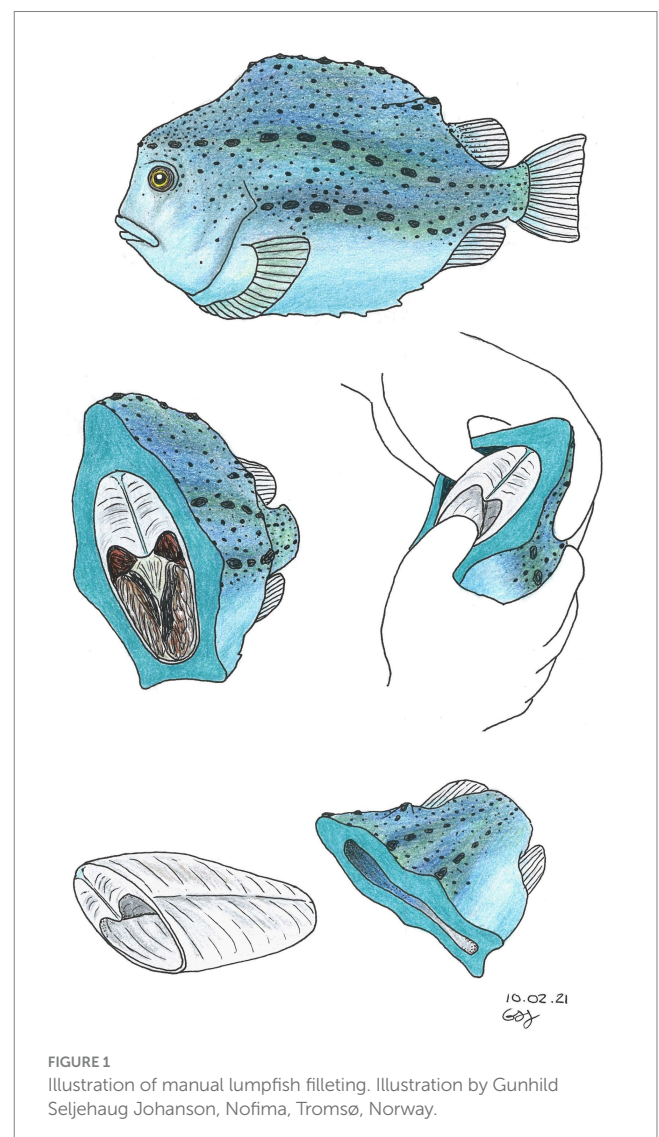 10.02.21
GSJ
FIGURE 1
Illustration of manual lumpfish filleting. Illustration by Gunhild
Seljehaug Johanson, Nofima, Tromsø, Norway.